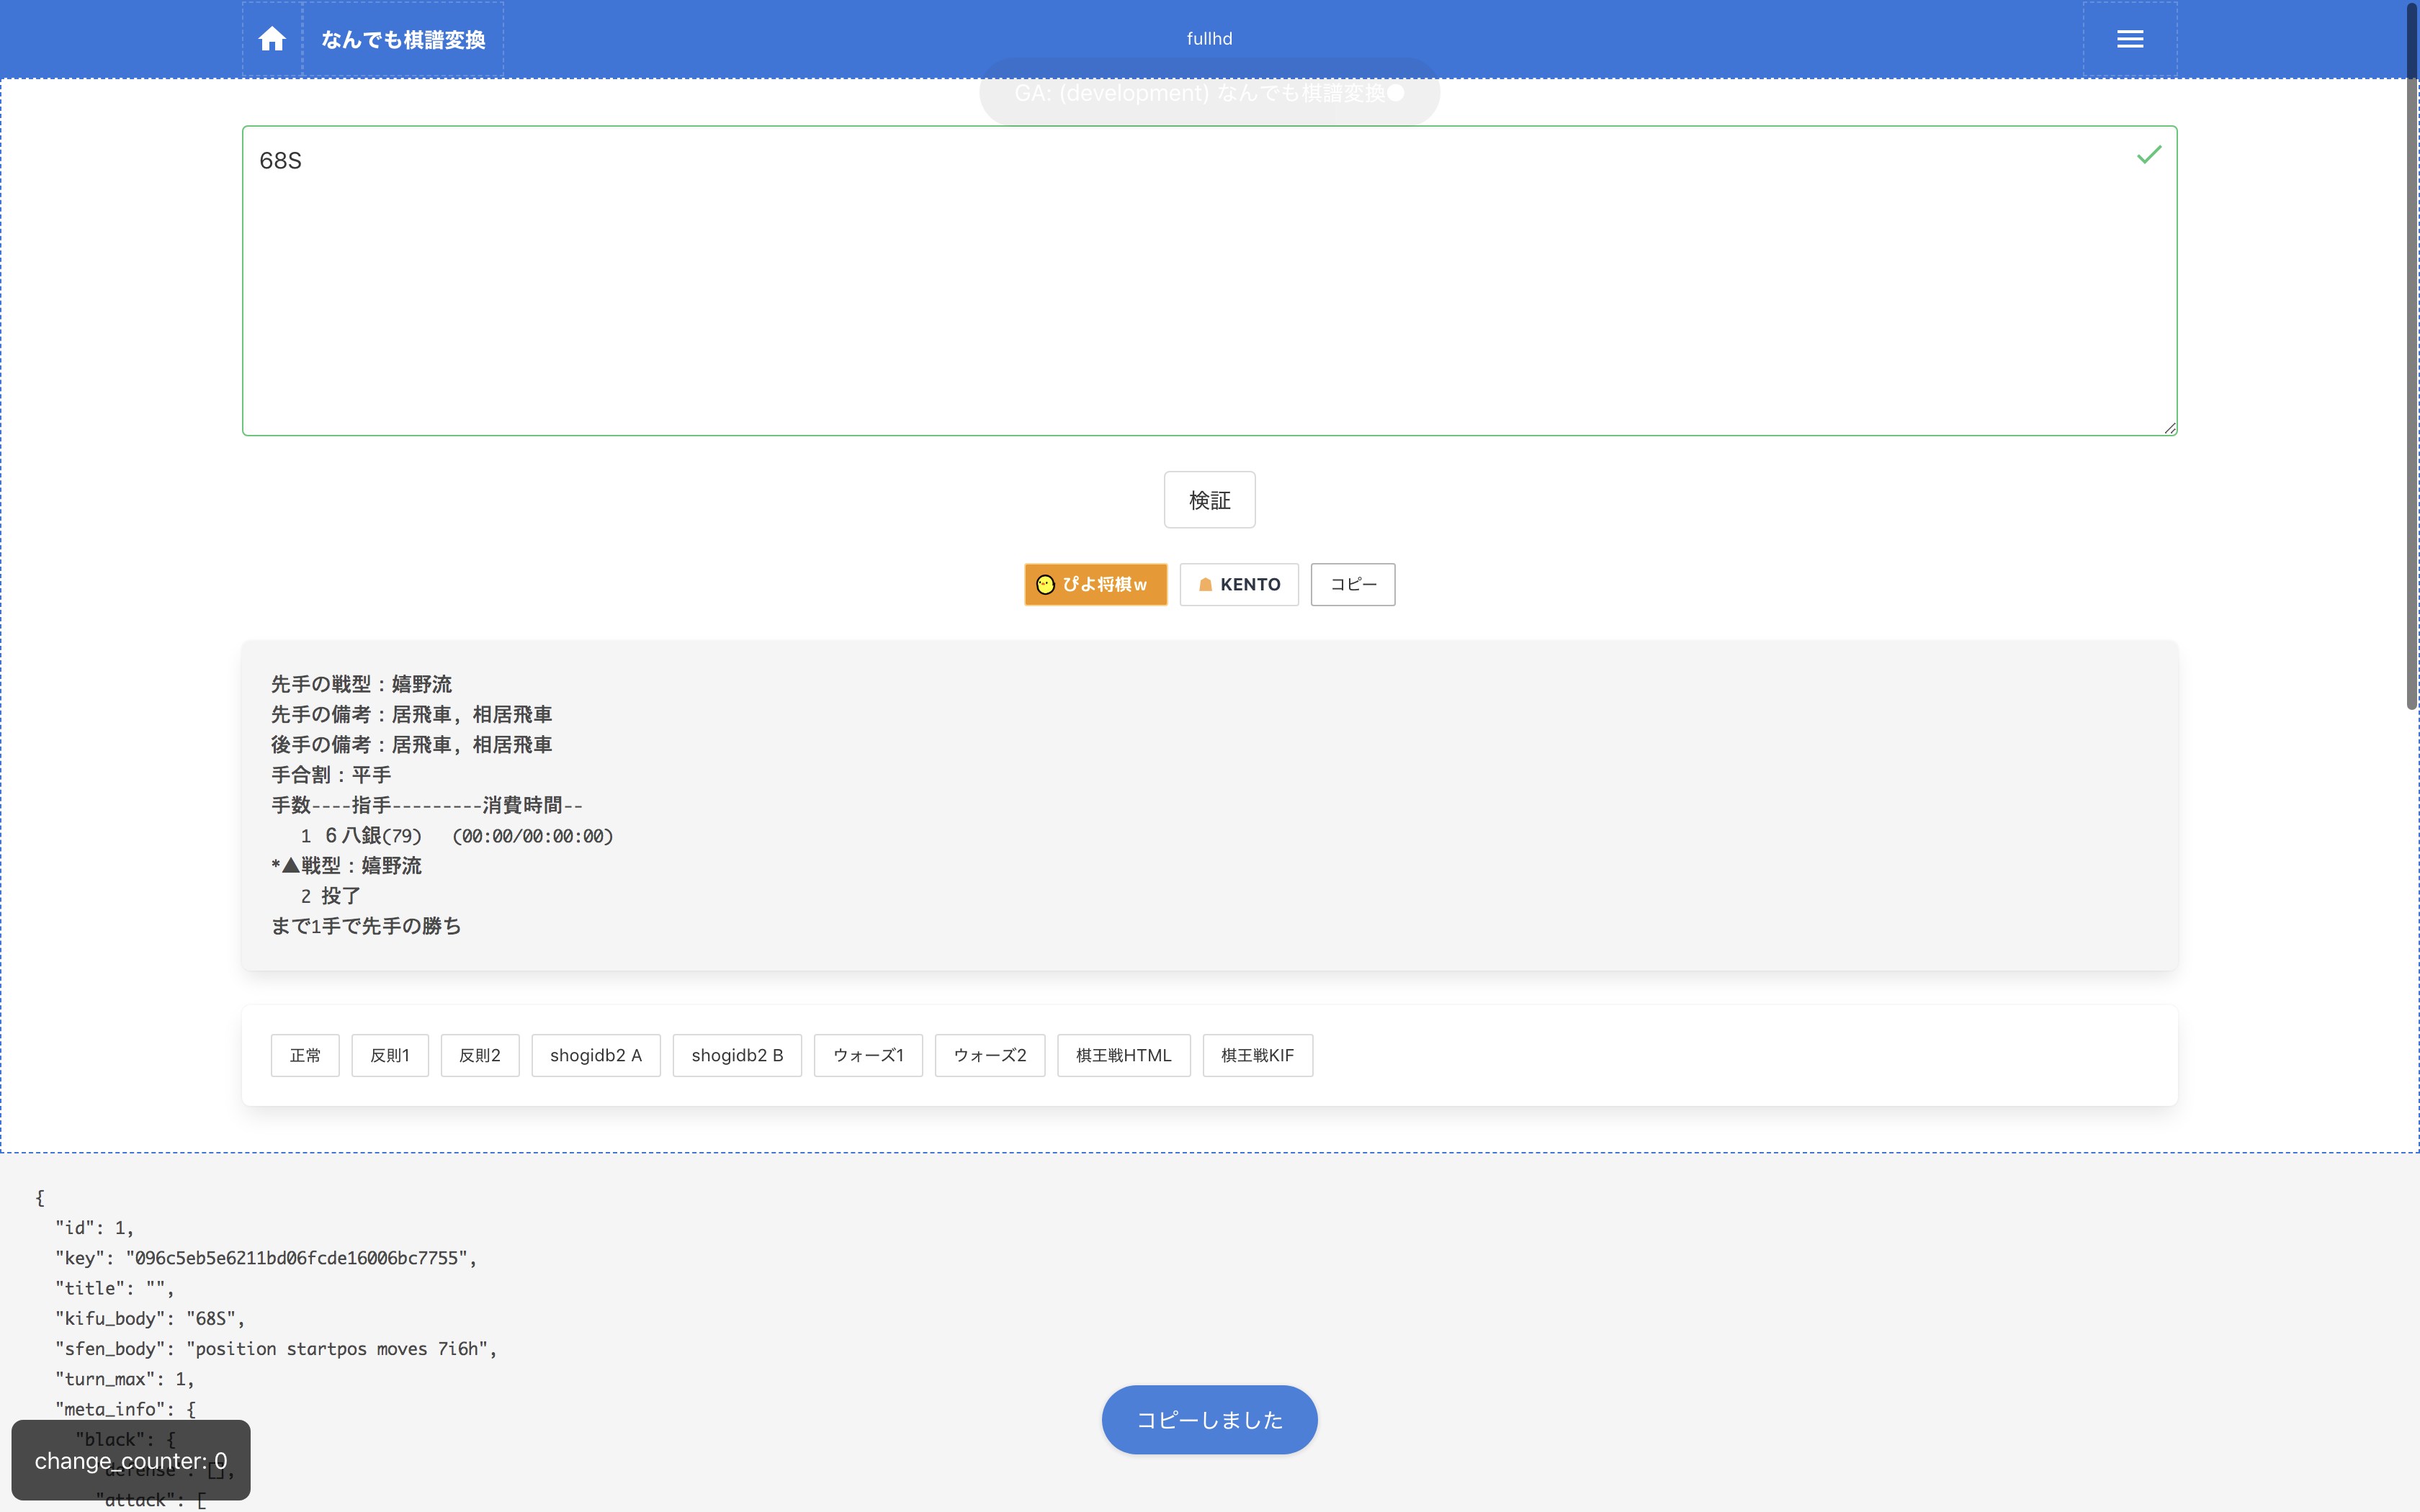 なんでも棋譜変換
fullhd
GA: (development) なんでも棋譜変換●
68S
検証
ぴよ将棋w
KENTO
コピー
先手の戦型：嬉野流
先手の備考：居飛車, 相居飛車
後手の備考：居飛車, 相居飛車
手合割：平手
手数----指手---------消費時間--
1 ６八銀(79) (00:00/00:00:00)
*▲戦型：嬉野流
2 投了
まで1手で先手の勝ち
正常 反則1 反則2 shogidb2 A shogidb2 B ウォーズ1 ウォーズ2 棋王戦HTML 棋王戦KIF
{
"id": 1,
"key": "096c5eb5e6211bd06fcde16006bc7755",
"title": "",
"kifu_body": "68S",
"sfen_body": "position startpos moves 7i6h",
"turn_max": 1,
"meta_info": {
"black": {
"defense": [],
"attack": [
コピーしました
change_counter: 0